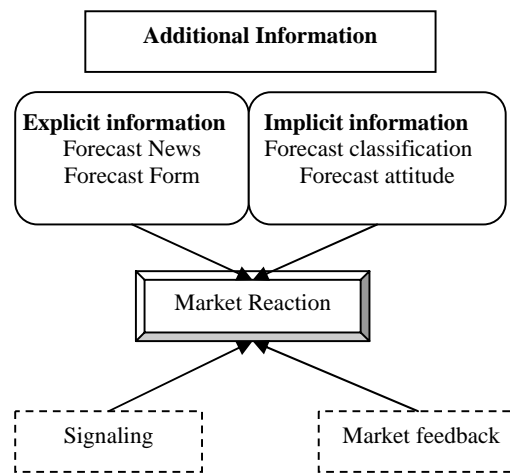 Additional Information
Explicit information
Forecast News
Forecast Form
Implicit information
Forecast classification
Forecast attitude
Market Reaction
Signaling
Market feedback